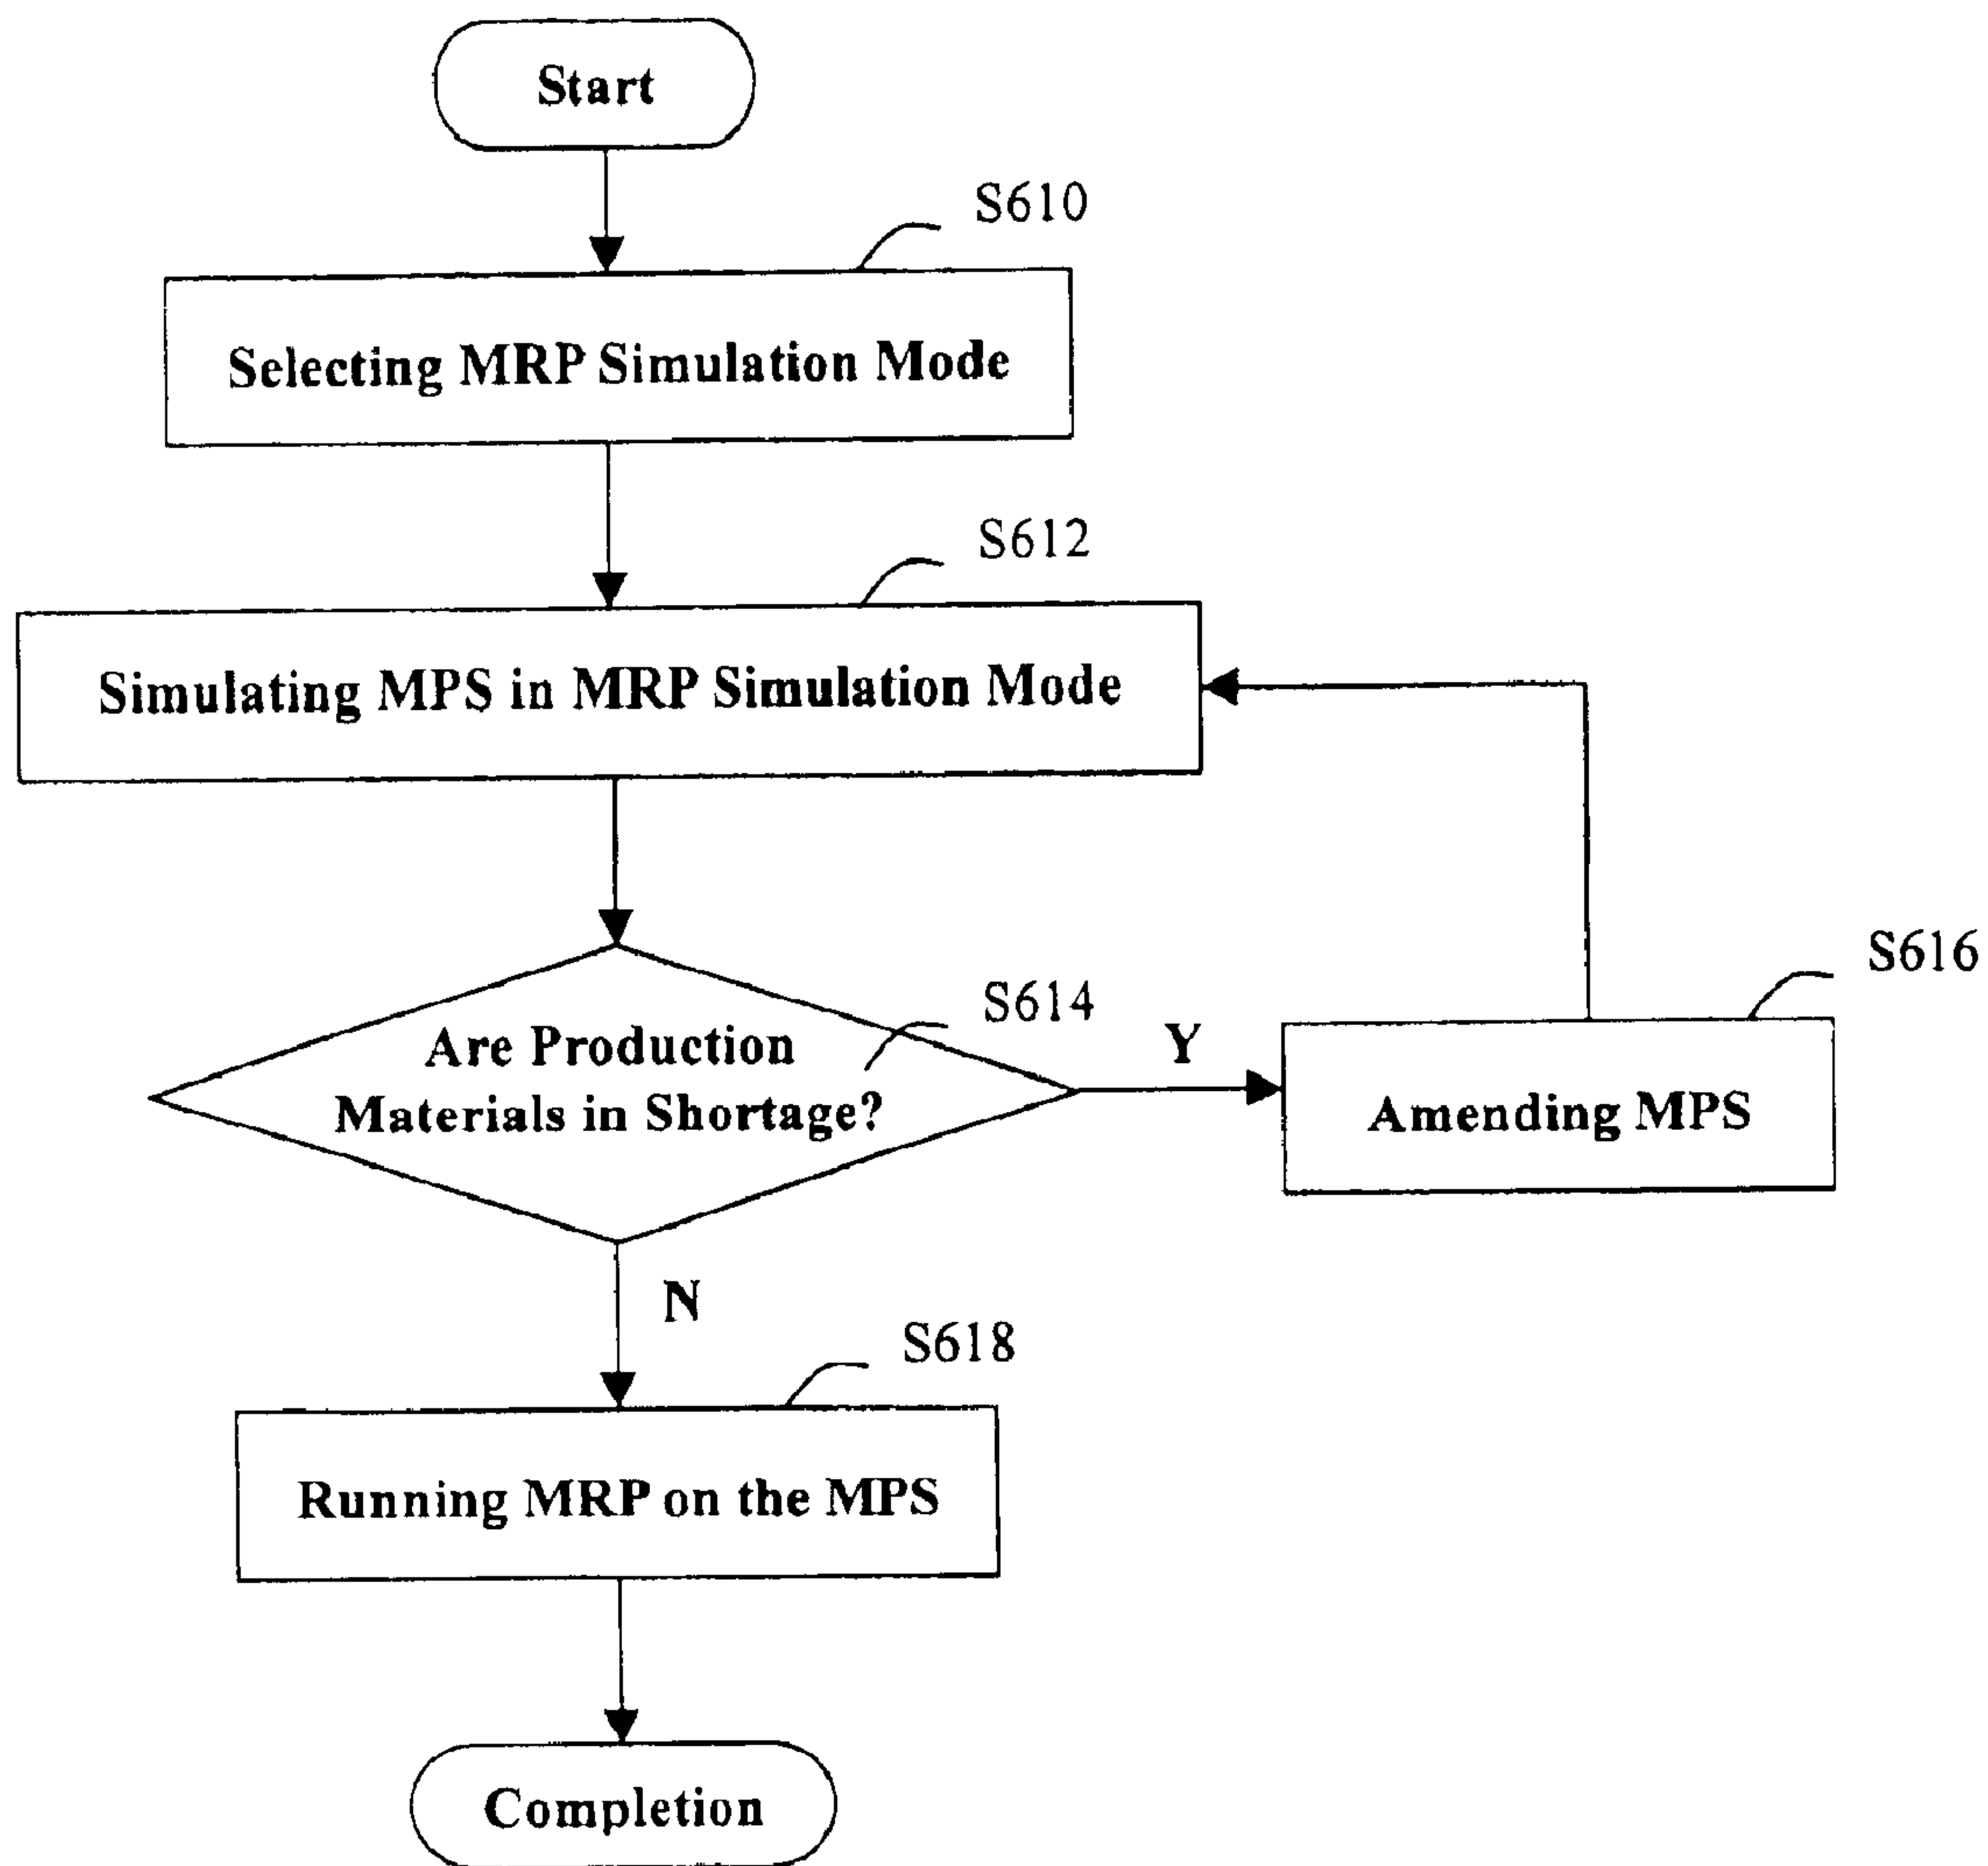 Start
S610
Selecting MRP Simulation Mode
S612
Simulating MPS in MRP Simulation Mode
S614
Are Production
Materials in Shortage?
Y
S616
Amending MPS
N
S618
Running MRP on the MPS
Completion